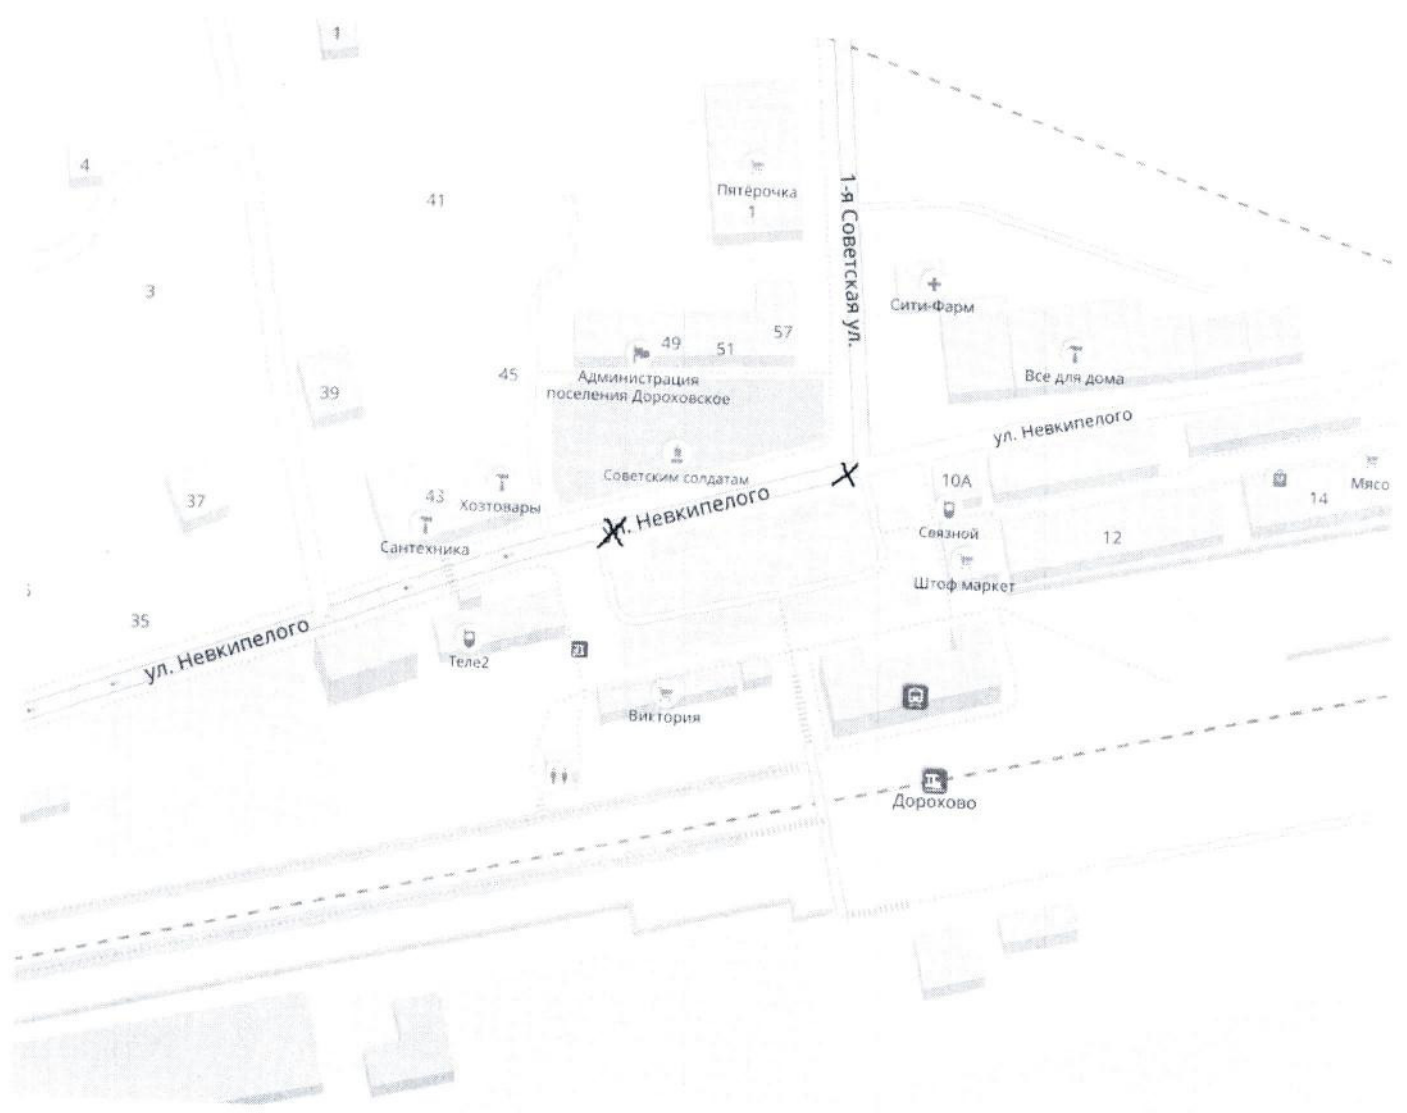 1
4
41
Пятёрочка
1
1-я Советская ул.
3
Сити-Фарм
57
49
51
Всё для дома
45
Администрация
поселения Дороховское
39
ул. Невкипелого
Советским солдатам
10А
14
Мясо
37
43
Хозтовары
ул. Невкипелого
Связной
12
Сантехника
Штоф маркет
35
ул. Невкипелого
Теле2
Виктория
Дорохово